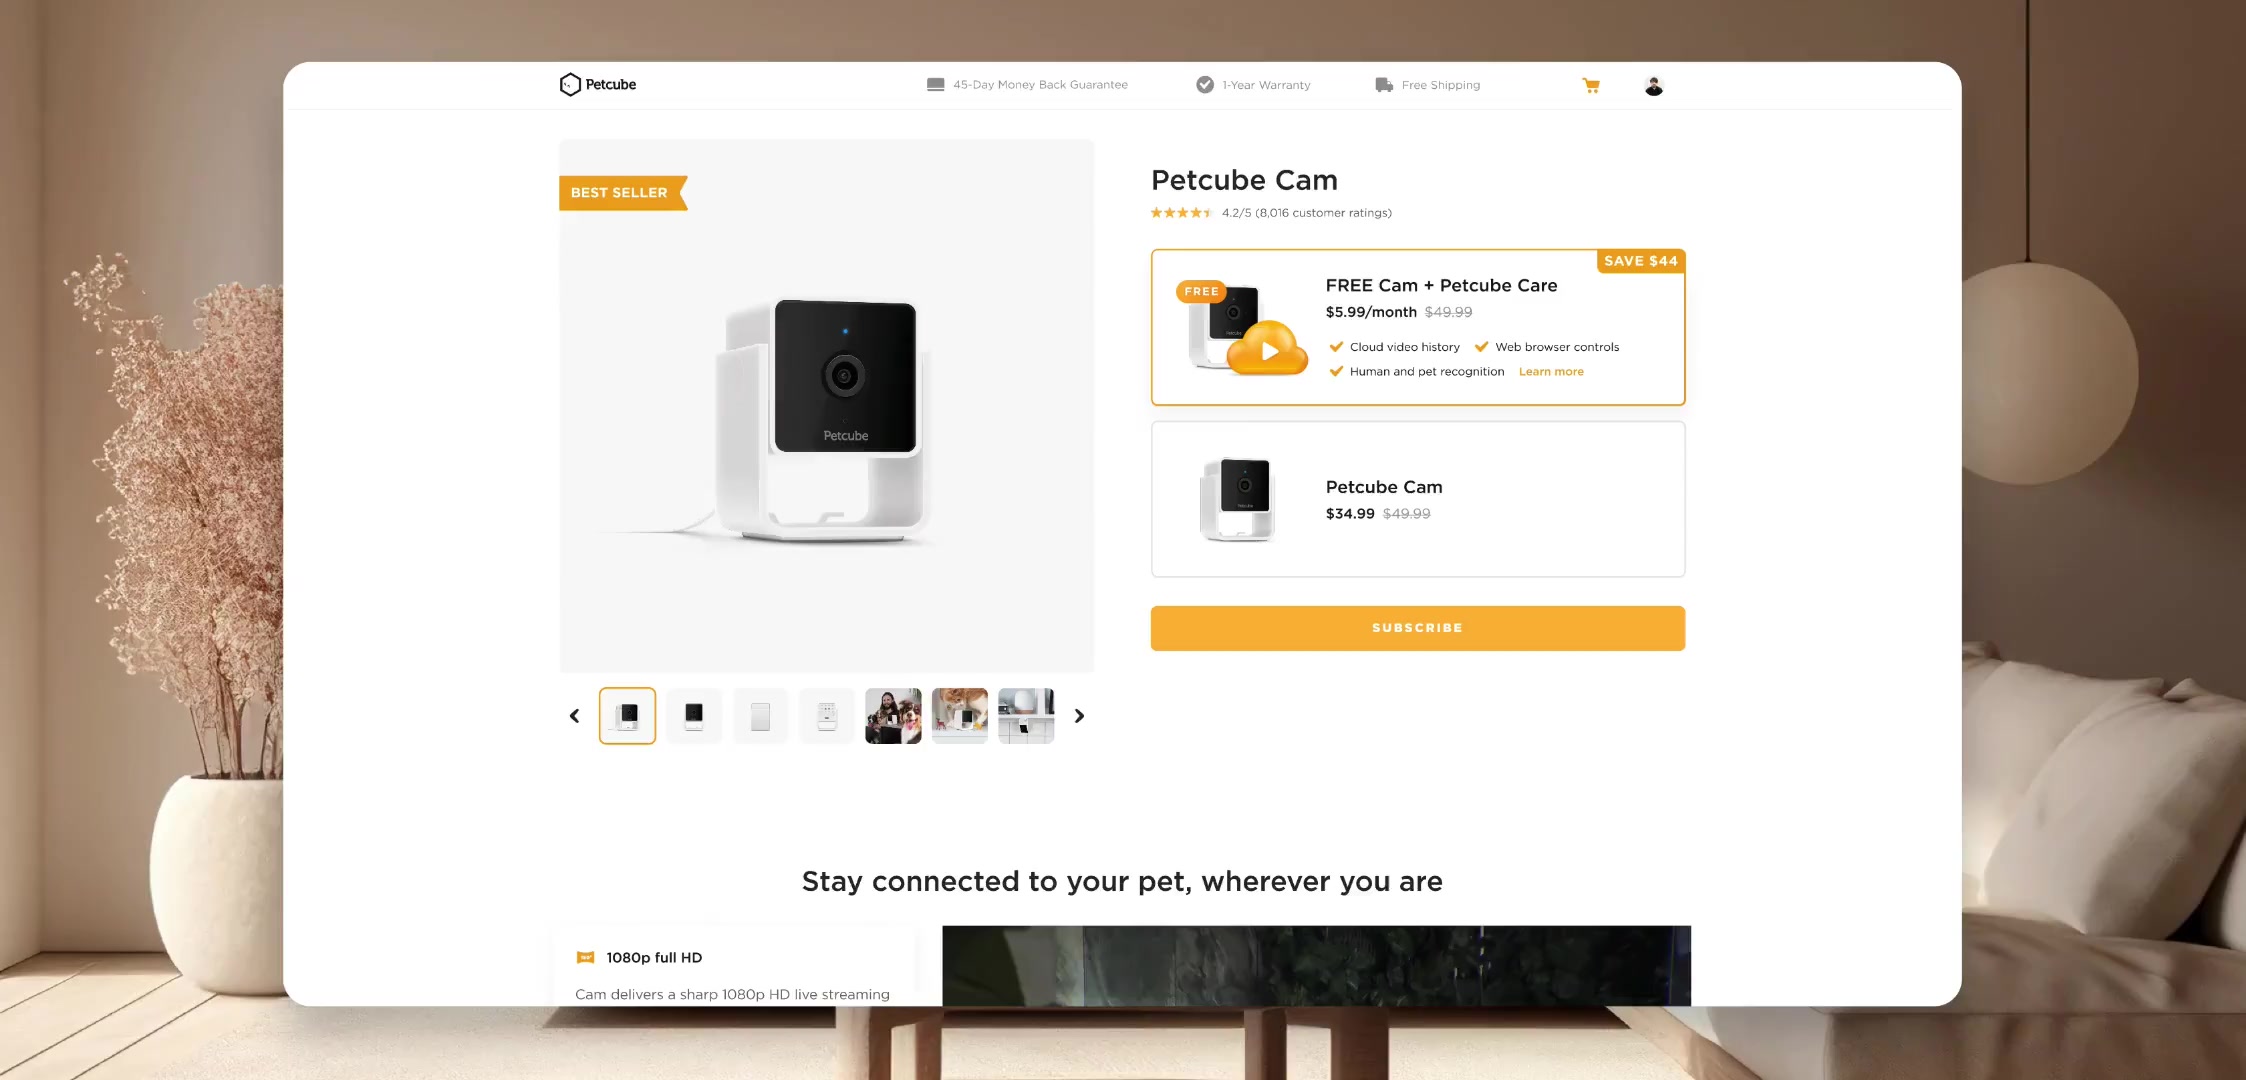 Petcube
45-Day Money Back Guarantee
1-Year Warranty
Free Shipping
BEST SELLER
Petcube
Petcube Cam
4.2/5 (8,016 customer ratings)
SAVE $44
FREE
FREE Cam + Petcube Care
$5.99/month $49.99
Cloud video history
Web browser controls
Human and pet recognition
Learn more
Petcube Cam
$34.99 $49.99
SUBSCRIBE
Stay connected to your pet, wherever you are
1080p full HD
Cam delivers a sharp 1080p HD live streaming